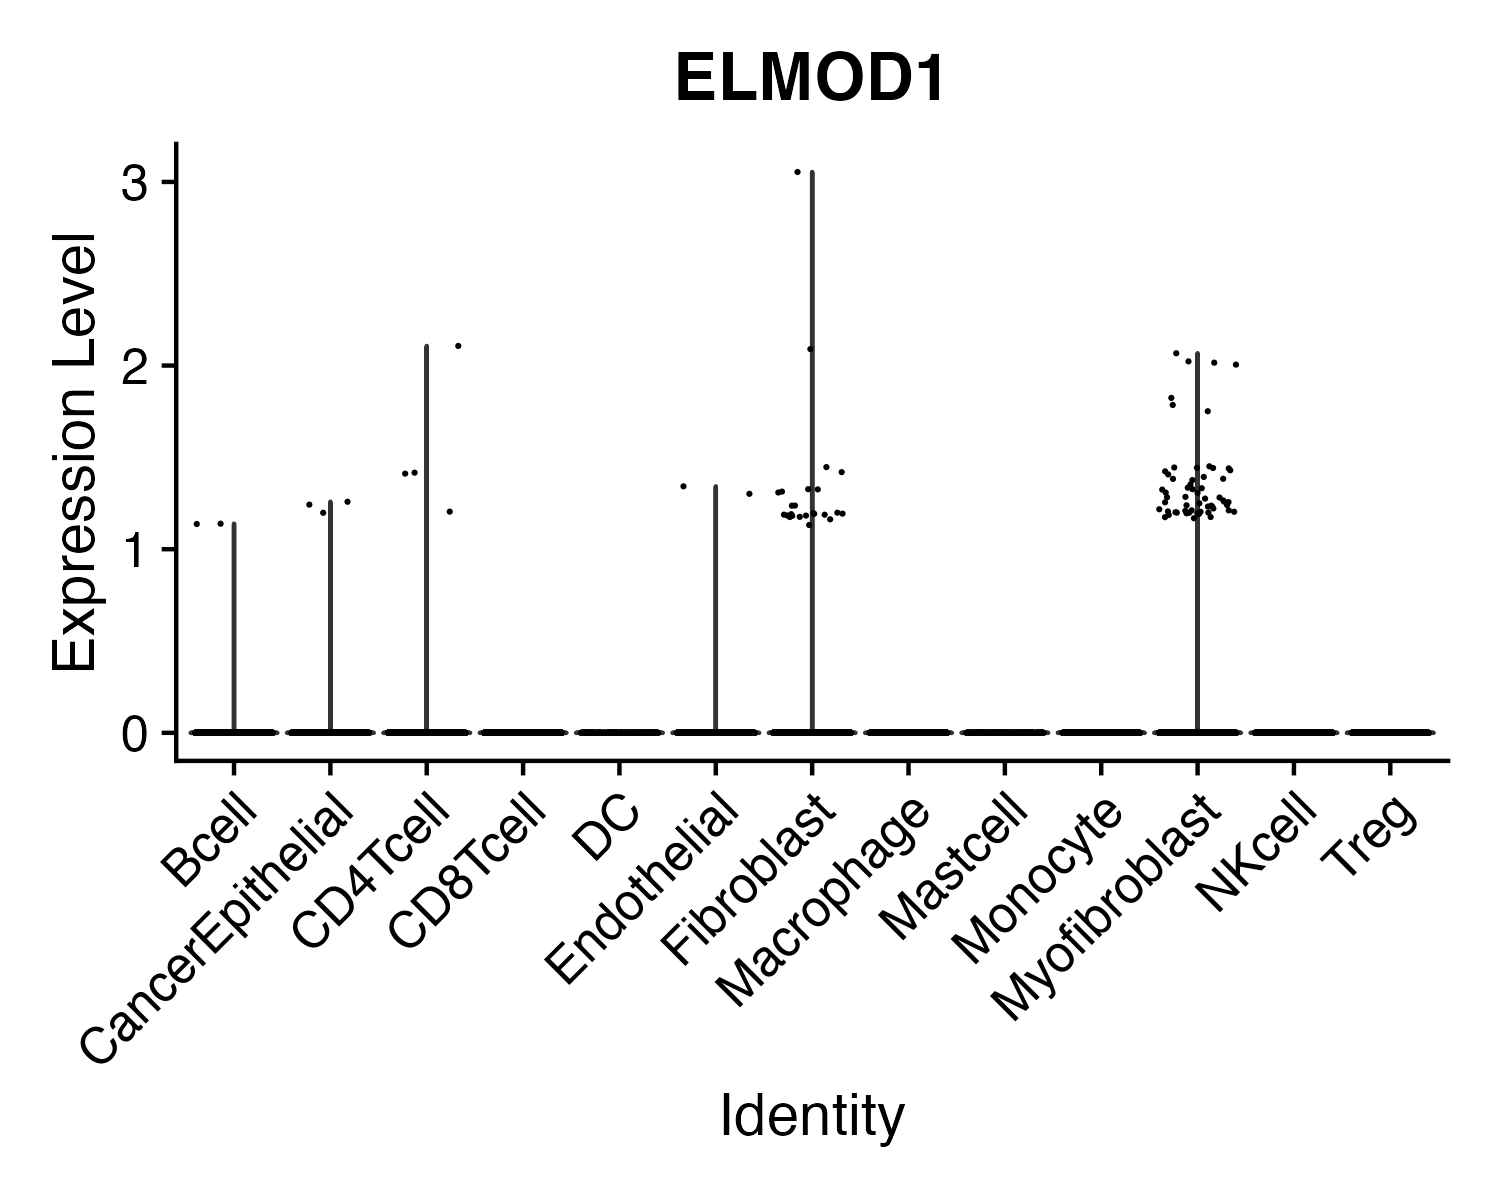 ELMOD1
Expression Level
3
2
1
0
Bcell
CancerEpithelial
CD4Tcell
CD8Tcell
DC
Endothelial
Fibroblast
Macrophage
Mastcell
Monocyte
Myofibroblast
NKcell
Treg
Identity